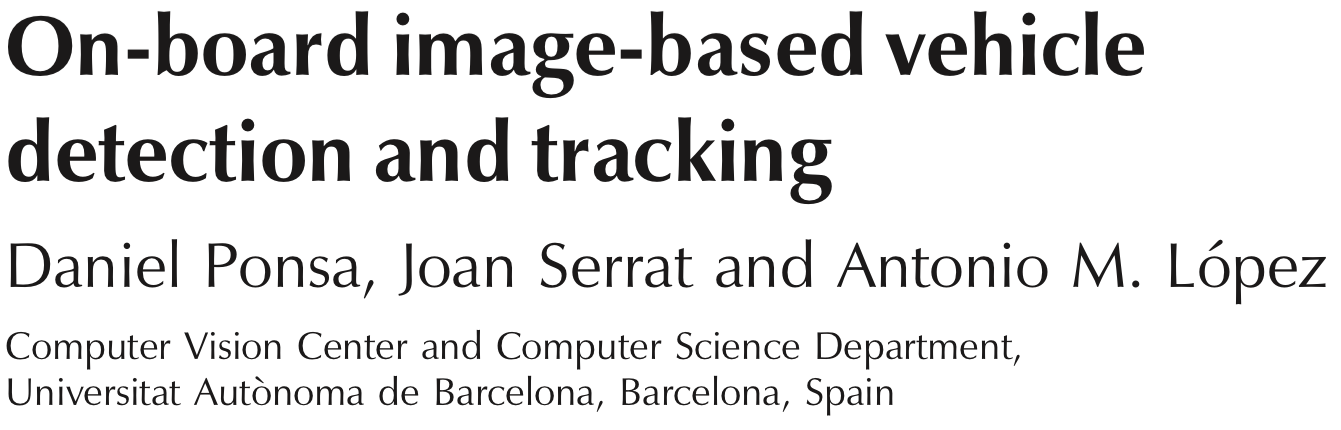 On-board image-based vehicle
detection and tracking
Daniel Ponsa, Joan Serrat and Antonio M. López
Computer Vision Center and Computer Science Department,
Universitat Autònoma de Barcelona, Barcelona, Spain